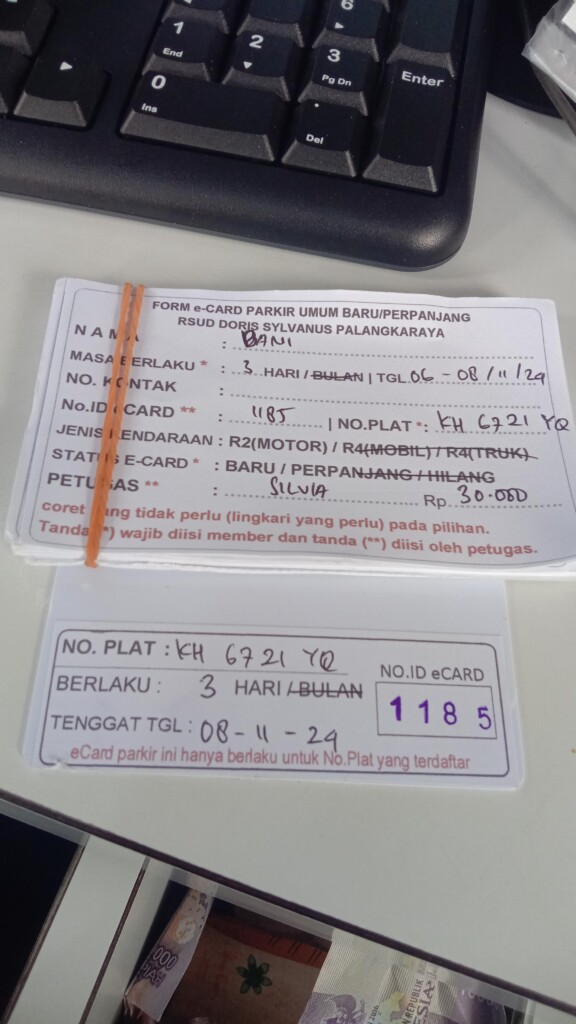 6
1
End
2
3
Pg Dn
Enter
0
Ins
.
Del
FORM e-CARD PARKIR UMUM BARU/PERPANJANG
RSUD DORIS SYLVANUS PALANGKARAYA
NAMA : BANI
MASA BERLAKU * : 3 HARI / BULAN | TGL. 06 - 08 / 11 / 24
NO. KONTAK :
No.ID CARD ** : 1185 | NO.PLAT *: KH 6721 YQ
JENIS KENDARAAN : R2(MOTOR) / R4(MOBIL) / R4(TRUK)
STATUS E-CARD * : BARU / PERPANJANG / HILANG
PETUGAS ** : SILVIA Rp. 30.000
coret yang tidak perlu (lingkari yang perlu) pada pilihan.
Tanda (*) wajib diisi member dan tanda (**) diisi oleh petugas.
NO. PLAT : KH 6721 YQ
NO.ID eCARD
BERLAKU : 3 HARI / BULAN
1185
TENGGAT TGL : 08 - 11 - 24
eCard parkir ini hanya berlaku untuk No.Plat yang terdaftar
000
PIAH
REPUBLIK